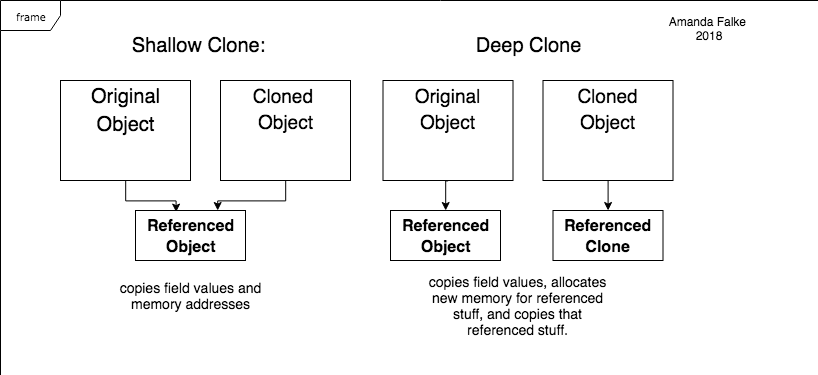 frame
Amanda Falke
2018
Shallow Clone:
Deep Clone
Original
Object
Cloned
Object
Original
Object
Cloned
Object
Referenced
Object
Referenced
Object
Referenced
Clone
copies field values and
memory addresses
copies field values, allocates
new memory for referenced
stuff, and copies that
referenced stuff.